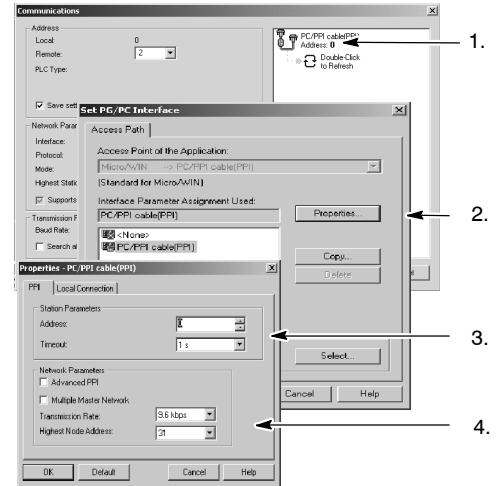 Communications
Address
Local: 0
Remote: 2
PLC Type:
Save sett
Network Parar
Interface:
Protocol:
Mode:
Highest Static
Supports
Transmission F
Baud Rate:
Search al
PC/PPI cable(PPI)
Address: 0
Double-Click
to Refresh
1.
Set PG/PC Interface
Access Path
Access Point of the Application:
Micro/WIN --> PC/PPI cable(PPI)
(Standard for Micro/WIN)
Interface Parameter Assignment Used:
PC/PPI cable(PPI)
Properties...
<None>
PC/PPI cable(PPI)
Copy...
Delete
Select...
Cancel
Help
2.
Properties - PC/PPI cable(PPI)
PPI
Local Connection
Station Parameters
Address:
Timeout: 1 s
3.
Network Parameters
Advanced PPI
Multiple Master Network
Transmission Rate: 9.6 kbps
Highest Node Address: 31
4.
OK
Default
Cancel
Help